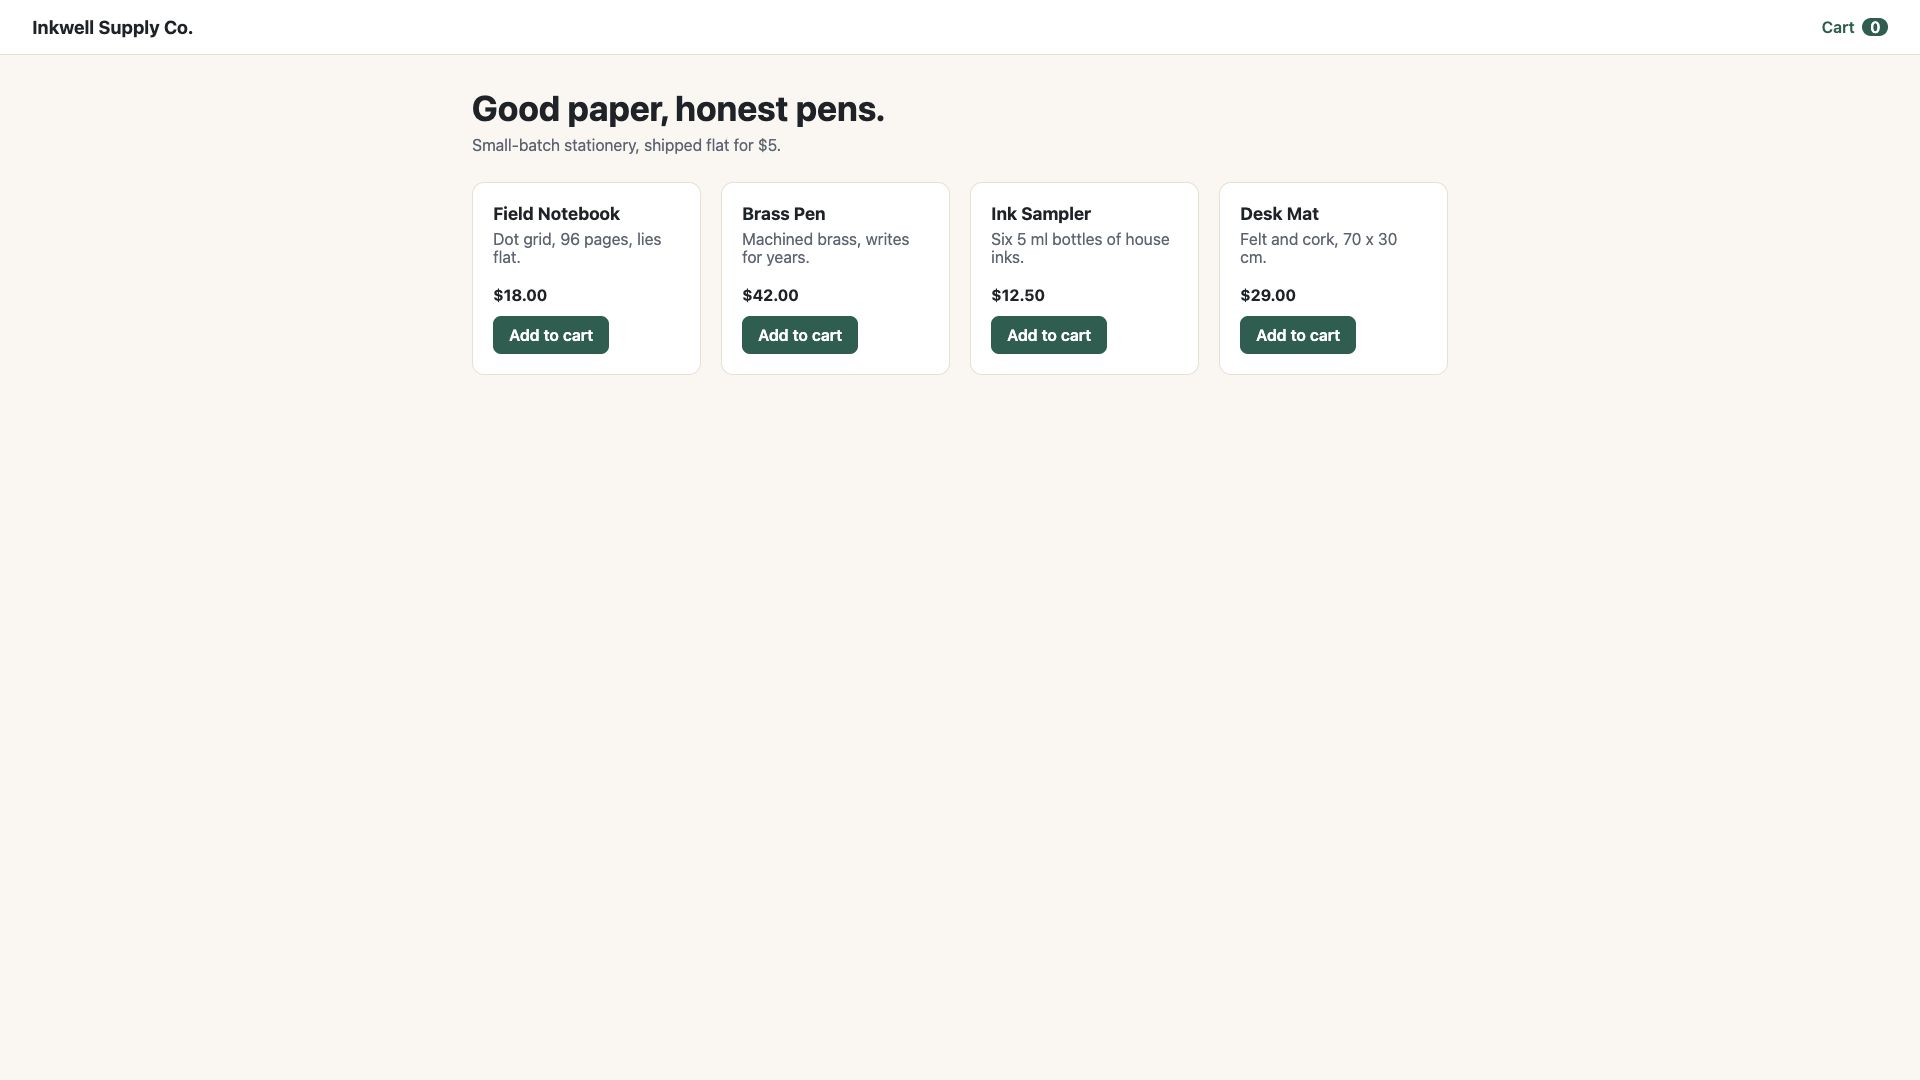 Inkwell Supply Co.
Cart 0
Good paper, honest pens.
Small-batch stationery, shipped flat for $5.
Field Notebook
Dot grid, 96 pages, lies
flat.
$18.00
Add to cart
Brass Pen
Machined brass, writes
for years.
$42.00
Add to cart
Ink Sampler
Six 5 ml bottles of house
inks.
$12.50
Add to cart
Desk Mat
Felt and cork, 70 x 30
cm.
$29.00
Add to cart